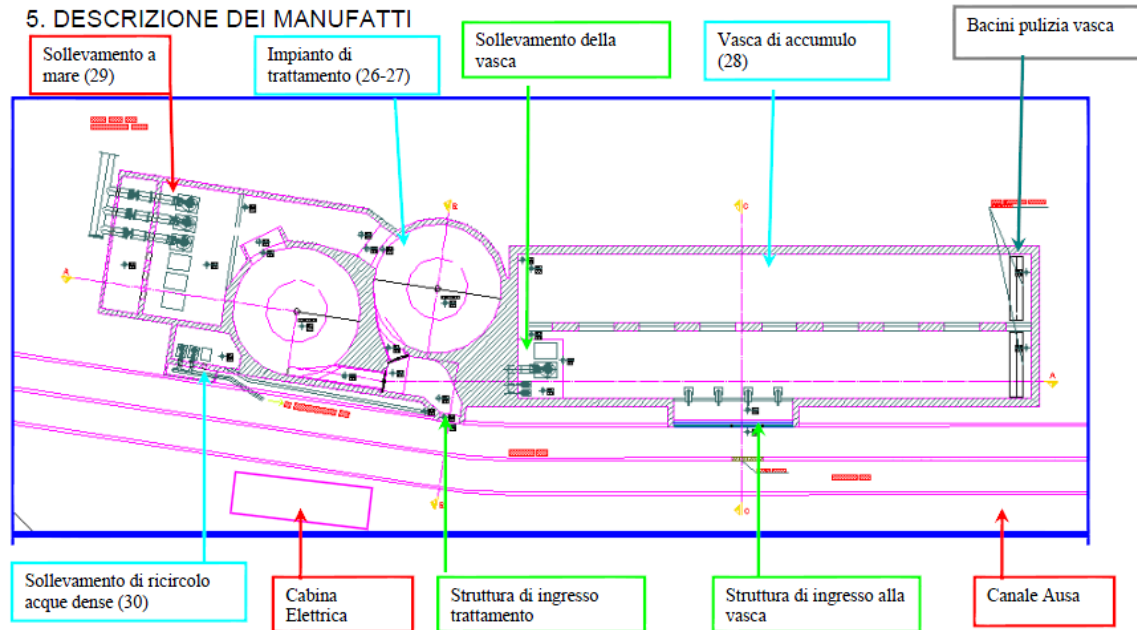 5. DESCRIZIONE DEI MANUFATTI
Sollevamento a
mare (29)
Impianto di
trattamento (26-27)
Sollevamento della
vasca
Vasca di accumulo
(28)
Bacini pulizia vasca
B
C
A
A
B
C
Sollevamento di ricircolo
acque dense (30)
Cabina
Elettrica
Struttura di ingresso
trattamento
Struttura di ingresso alla
vasca
Canale Ausa